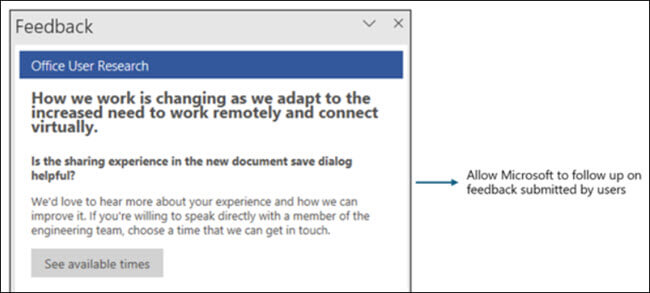 Feedback
Office User Research
How we work is changing as we adapt to the
increased need to work remotely and connect
virtually.
Is the sharing experience in the new document save dialog
helpful?
We'd love to hear more about your experience and how we can
improve it. If you're willing to speak directly with a member of the
engineering team, choose a time that we can get in touch.
See available times
Allow Microsoft to follow up on
feedback submitted by users